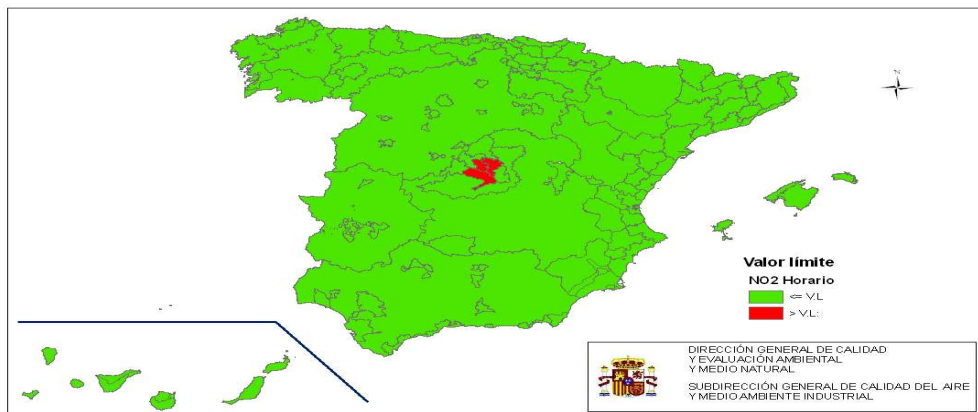 N
Valor límite
NO2 Horario
<= V.L
> V.L:
DIRECCIÓN GENERAL DE CALIDAD
Y EVALUACIÓN AMBIENTAL
Y MEDIO NATURAL
SUBDIRECCIÓN GENERAL DE CALIDAD DEL AIRE
Y MEDIO AMBIENTE INDUSTRIAL